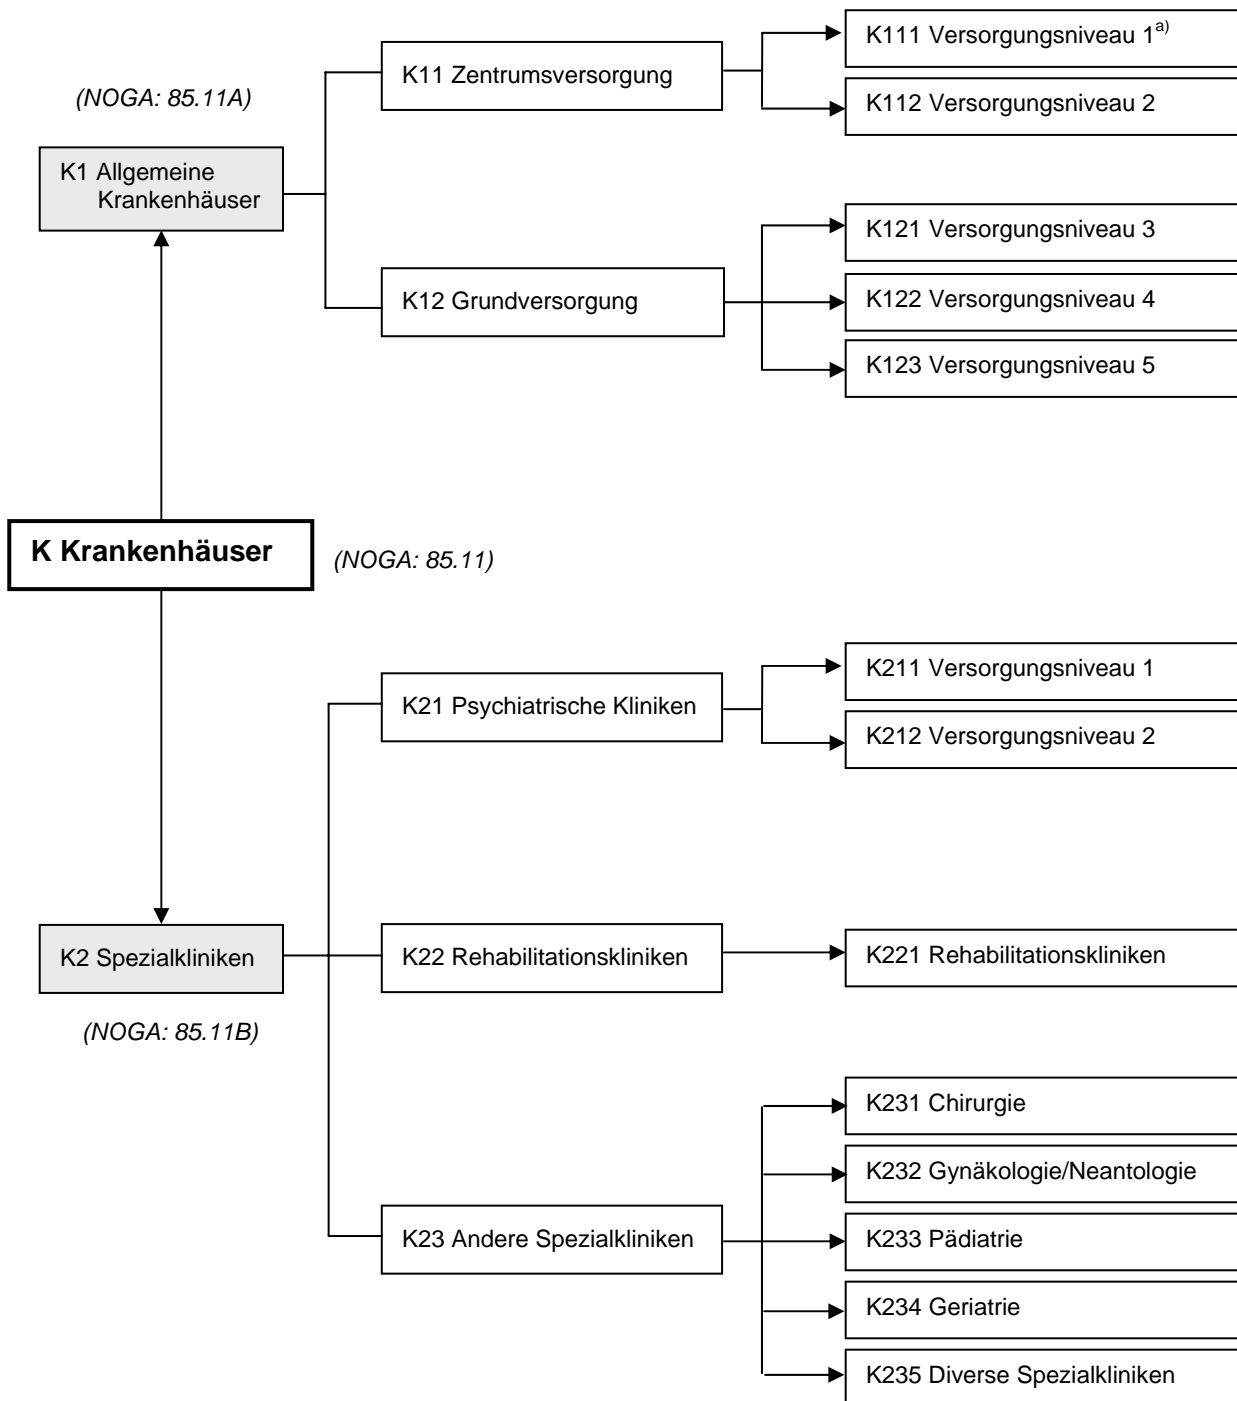 K111 Versorgungsniveau 1a)
K11 Zentrumsversorgung
(NOGA: 85.11A)
K112 Versorgungsniveau 2
K1 Allgemeine
Krankenhäuser
K121 Versorgungsniveau 3
K12 Grundversorgung
K122 Versorgungsniveau 4
K123 Versorgungsniveau 5
K Krankenhäuser
(NOGA: 85.11)
K211 Versorgungsniveau 1
K21 Psychiatrische Kliniken
K212 Versorgungsniveau 2
K2 Spezialkliniken
K22 Rehabilitationskliniken
K221 Rehabilitationskliniken
(NOGA: 85.11B)
K231 Chirurgie
K232 Gynäkologie/Neantologie
K23 Andere Spezialkliniken
K233 Pädiatrie
K234 Geriatrie
K235 Diverse Spezialkliniken